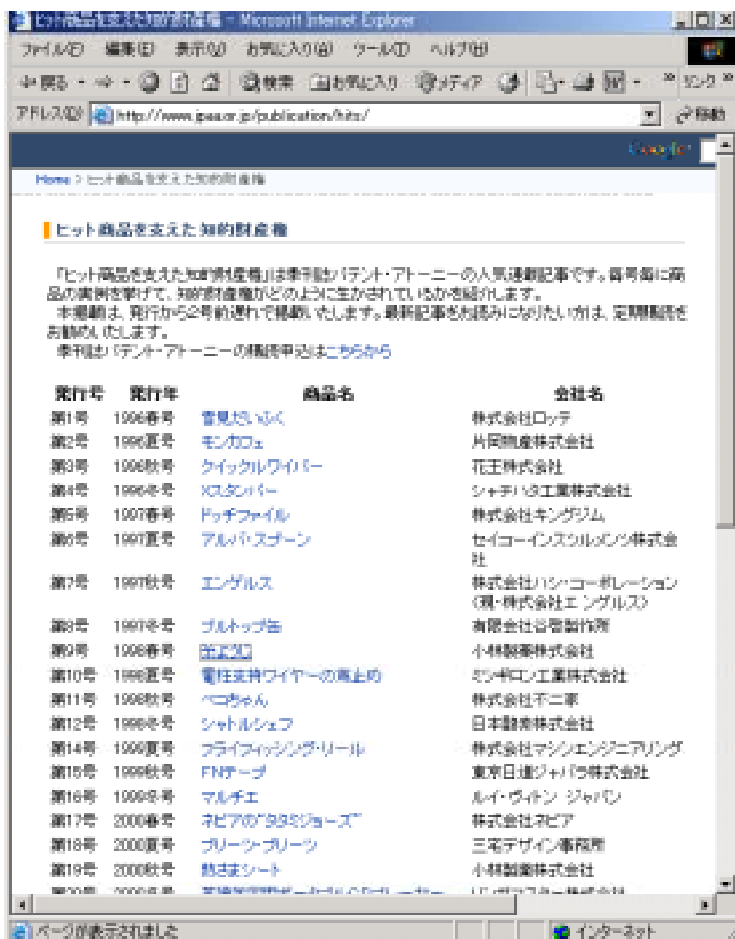 ヒット商品を支えた知的財産権 - Microsoft Internet Explorer
ファイル(F) 編集(E) 表示(V) お気に入り(A) ツール(T) ヘルプ(H)
戻る 検索 お気に入り メディア リンク
アドレス(D) http://www.jpaa.or.jp/publication/hits/ 移動
Google
Home > ヒット商品を支えた知的財産権
ヒット商品を支えた知的財産権
「ヒット商品を支えた知的財産権」は季刊誌パテント・アトーニーの人気連載記事です。毎号毎に商
品の実例を挙げて、知的財産権がどのように生かされているかを紹介します。
本掲載は、発行から2号前遅れで掲載いたします。最新記事をお読みになりたい方は、定期購読を
お勧めいたします。
季刊誌パテント・アトーニーの購読申込はこちらから
発行号 発行年 商品名 会社名
第1号 1996春号 雪見だいふく 株式会社ロッテ
第2号 1996夏号 モンカフェ 片岡物産株式会社
第3号 1996秋号 クイックルワイパー 花王株式会社
第4号 1996冬号 Xスタンパー シャチハタ工業株式会社
第5号 1997春号 ドッチファイル 株式会社キングジム
第6号 1997夏号 アルパ・スプーン セイコーインスツルメンツ株式会
社
第7号 1997秋号 エンゲルス 株式会社ハシ・コーポレーション
(現・株式会社エンゲルス)
第8号 1997冬号 プルトップ缶 有限会社谷啓製作所
第9号 1998春号 小林製薬株式会社
第10号 1998夏号 電柱支持ワイヤーの 工業株式会社
第11号 1998秋号 ペコちゃん 株式会社不二家
第12号 1998冬号 シャトルシェフ 日本酸素株式会社
第14号 1999夏号 フライフィッシング・リール 株式会社マシンエンジニアリング
第15号 1999秋号 FNテープ 東京日進ジャバラ株式会社
第16号 1999冬号 マルチエ ルイ・ヴィトン ジャパン
第17号 2000春号 ネピアの 株式会社ネピア
第18号 2000夏号 プリーツ・プリーツ 三宅デザイン事務所
第19号 2000秋号 熱さまシート 小林製薬株式会社
第20号 2000冬号
ページが表示されました インターネット